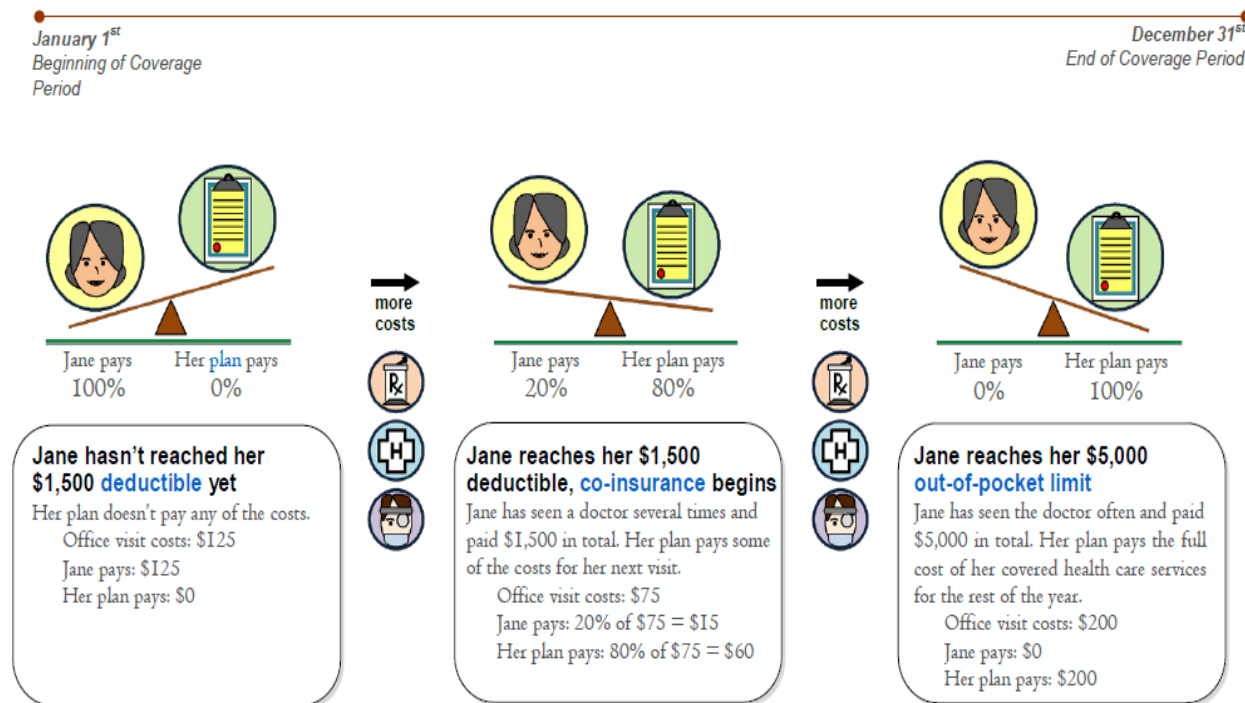 January 1st
Beginning of Coverage
Period
December 31st
End of Coverage Period
Jane pays
100%
Her plan pays
0%
more
costs
Rx
H
Jane pays
20%
Her plan pays
80%
more
costs
Rx
H
Jane pays
0%
Her plan pays
100%
Jane hasn’t reached her
$1,500 deductible yet
Her plan doesn’t pay any of the costs.
Office visit costs: $125
Jane pays: $125
Her plan pays: $0
Jane reaches her $1,500
deductible, co-insurance begins
Jane has seen a doctor several times and
paid $1,500 in total. Her plan pays some
of the costs for her next visit.
Office visit costs: $75
Jane pays: 20% of $75 = $15
Her plan pays: 80% of $75 = $60
Jane reaches her $5,000
out-of-pocket limit
Jane has seen the doctor often and paid
$5,000 in total. Her plan pays the full
cost of her covered health care services
for the rest of the year.
Office visit costs: $200
Jane pays: $0
Her plan pays: $200